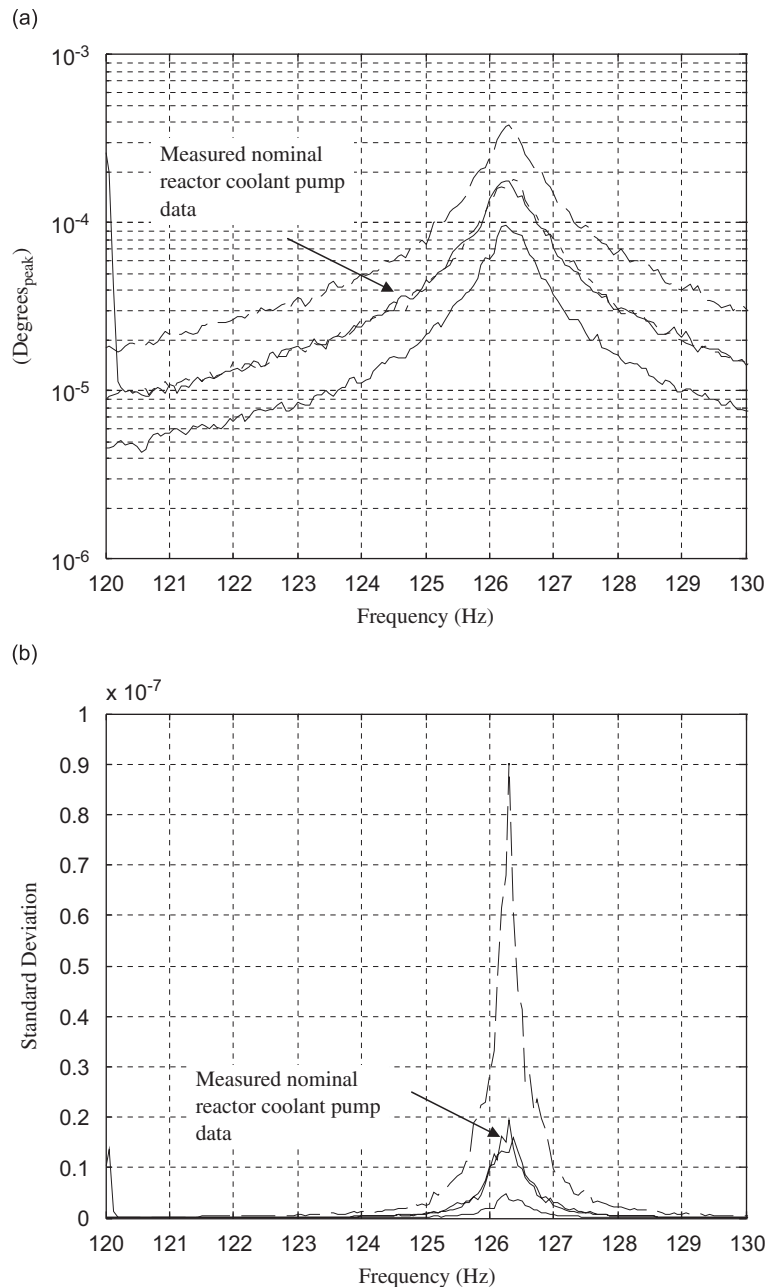 (a)
10-3
Measured nominal
reactor coolant pump
data
10-4
(Degreespeak)
10-5
10-6
120 121 122 123 124 125 126 127 128 129 130
Frequency (Hz)
(b)
x 10-7
1
0.9
0.8
0.7
0.6
Standard Deviation
0.5
0.4
0.3
Measured nominal
reactor coolant pump
data
0.2
0.1
0
120 121 122 123 124 125 126 127 128 129 130
Frequency (Hz)